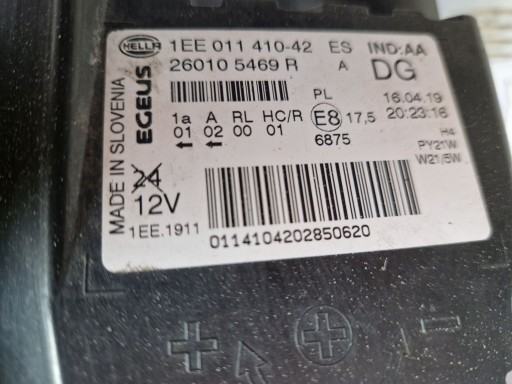 HELLA 1EE 011 410-42 ES IND:AA
26010 5469 R A DG
PL 16.04.19
1a A RL HC/R E8 17,5 20:23:16
01 02 00 01 6875 H4
PY21W
W21/5W
MADE IN SLOVENIA
EGEUS
24
12V
1EE.1911
0114104202850620